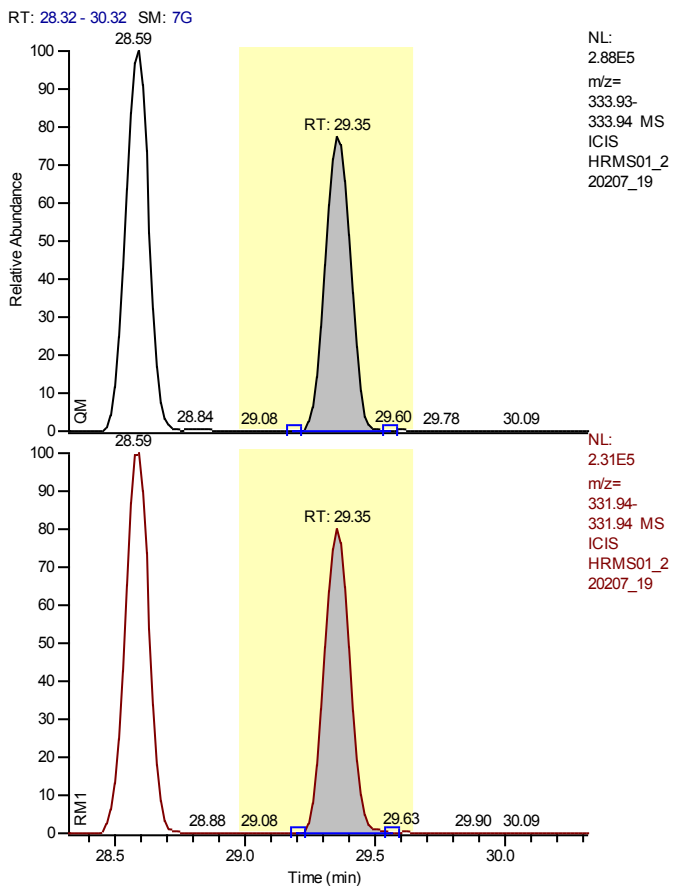 RT: 28.32 - 30.32 SM: 7G
28.59
100
90
80
70
60
50
40
30
20
10
0
Relative Abundance
QM
RT: 29.35
28.84
29.08
29.60
29.78
30.09
NL:
2.88E5
m/z=
333.93-
333.94 MS
ICIS
HRMS01_2
20207_19
28.59
100
90
80
70
60
50
40
30
20
10
0
RM1
RT: 29.35
28.88
29.08
29.63
29.90
30.09
NL:
2.31E5
m/z=
331.94-
331.94 MS
ICIS
HRMS01_2
20207_19
28.5
29.0
29.5
30.0
Time (min)